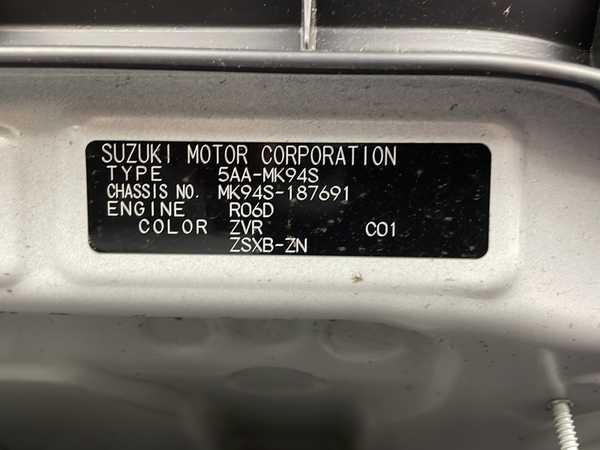 SUZUKI MOTOR CORPORATION
TYPE 5AA-MK94S
CHASSIS NO. MK94S-187691
ENGINE R06D
COLOR ZVR C01
ZSXB-ZN